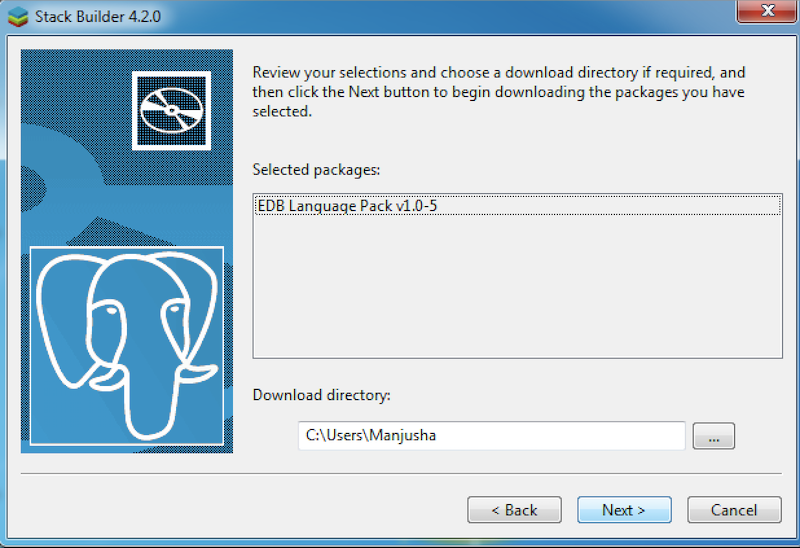 Stack Builder 4.2.0
Review your selections and choose a download directory if required, and
then click the Next button to begin downloading the packages you have
selected.
Selected packages:
EDB Language Pack v1.0-5
Download directory:
C:\Users\Manjusha
...
< Back
Next >
Cancel